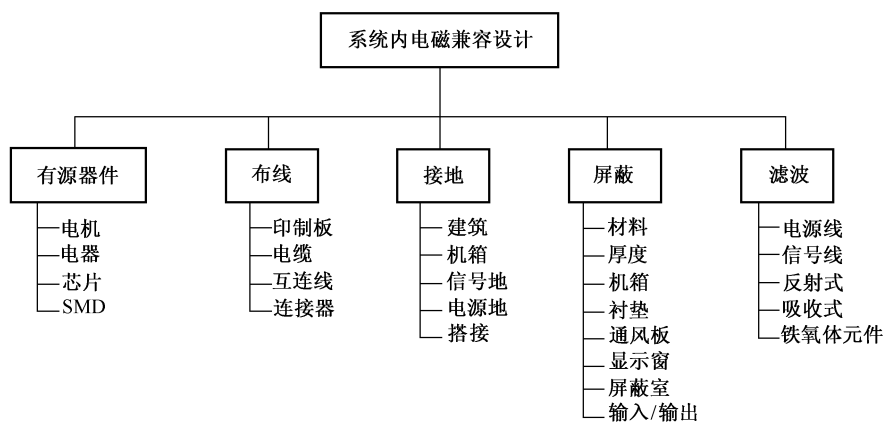 系统内电磁兼容设计
有源器件
电机
电器
芯片
SMD
布线
印制板
电缆
互连线
连接器
接地
建筑
机箱
信号地
电源地
搭接
屏蔽
材料
厚度
机箱
衬垫
通风板
显示窗
屏蔽室
输入/输出
滤波
电源线
信号线
反射式
吸收式
铁氧体元件